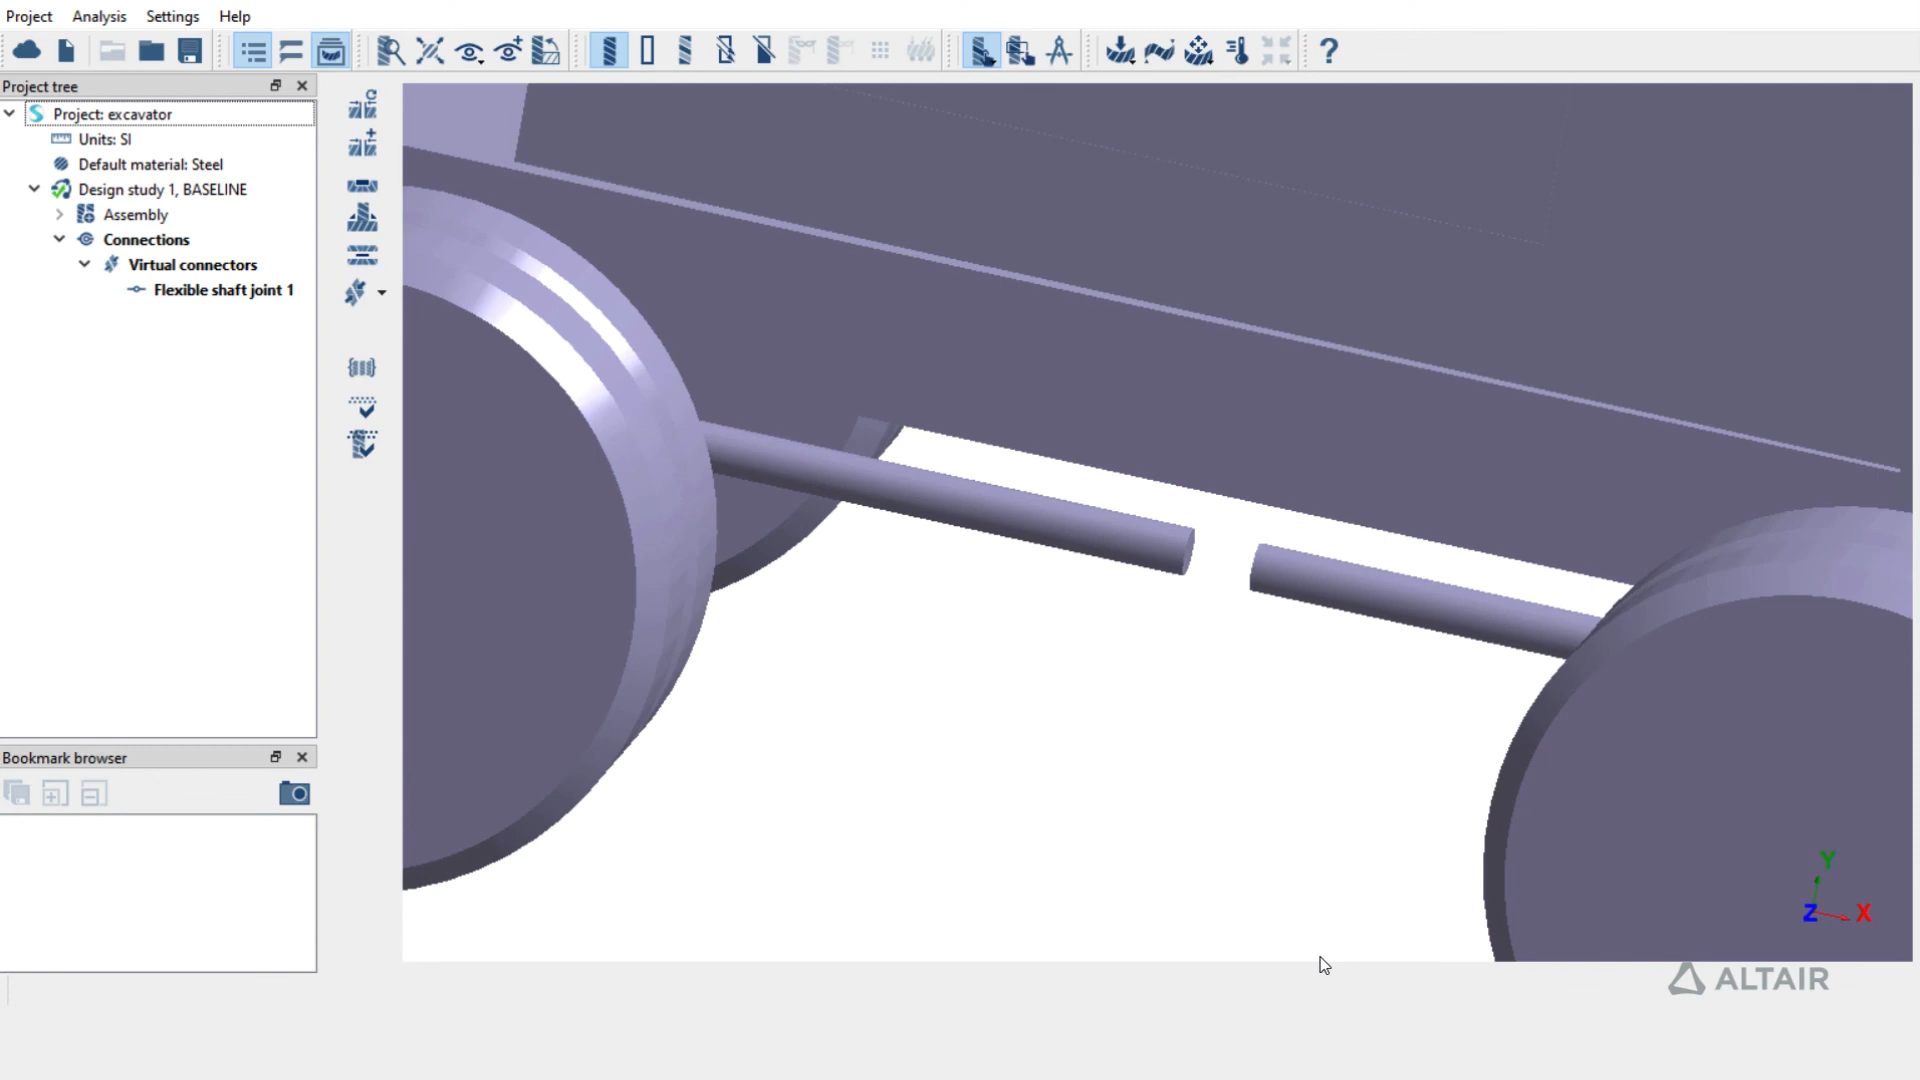 Project Analysis Settings Help
Project tree
Project: excavator
Units: SI
Default material: Steel
Design study 1, BASELINE
Assembly
Connections
Virtual connectors
Flexible shaft joint 1
Bookmark browser
Y
Z X
ALTAIR